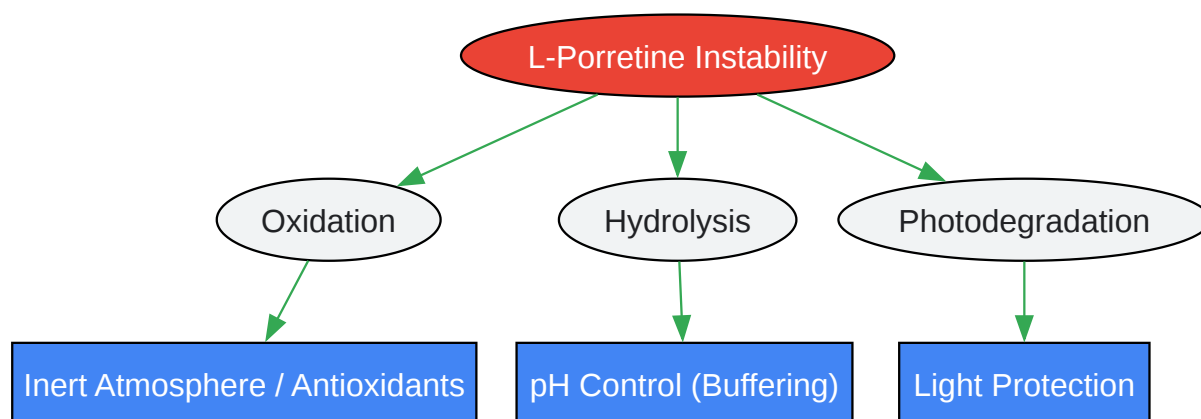 L-Porretine Instability
Oxidation
Hydrolysis
Photodegradation
Inert Atmosphere / Antioxidants
pH Control (Buffering)
Light Protection